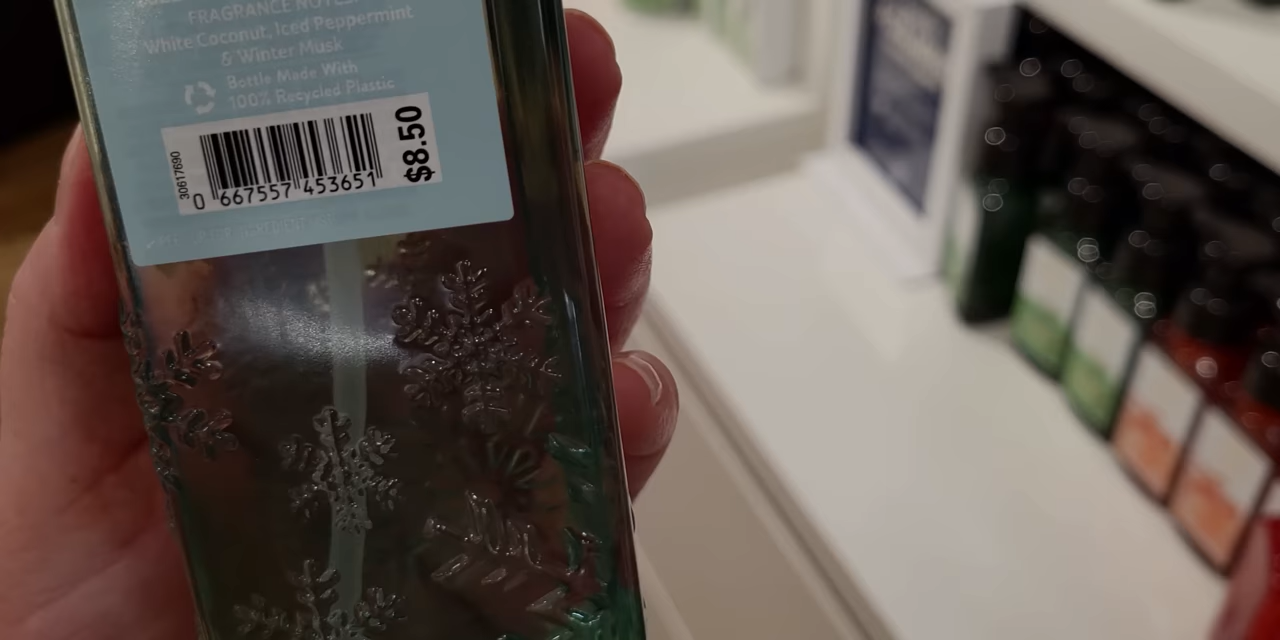 FRAGRANCE NOTES:
White Coconut, Iced Peppermint
& Winter Musk
Bottle Made With
100% Recycled Plastic
30617690
$8.50
0 667557 453651